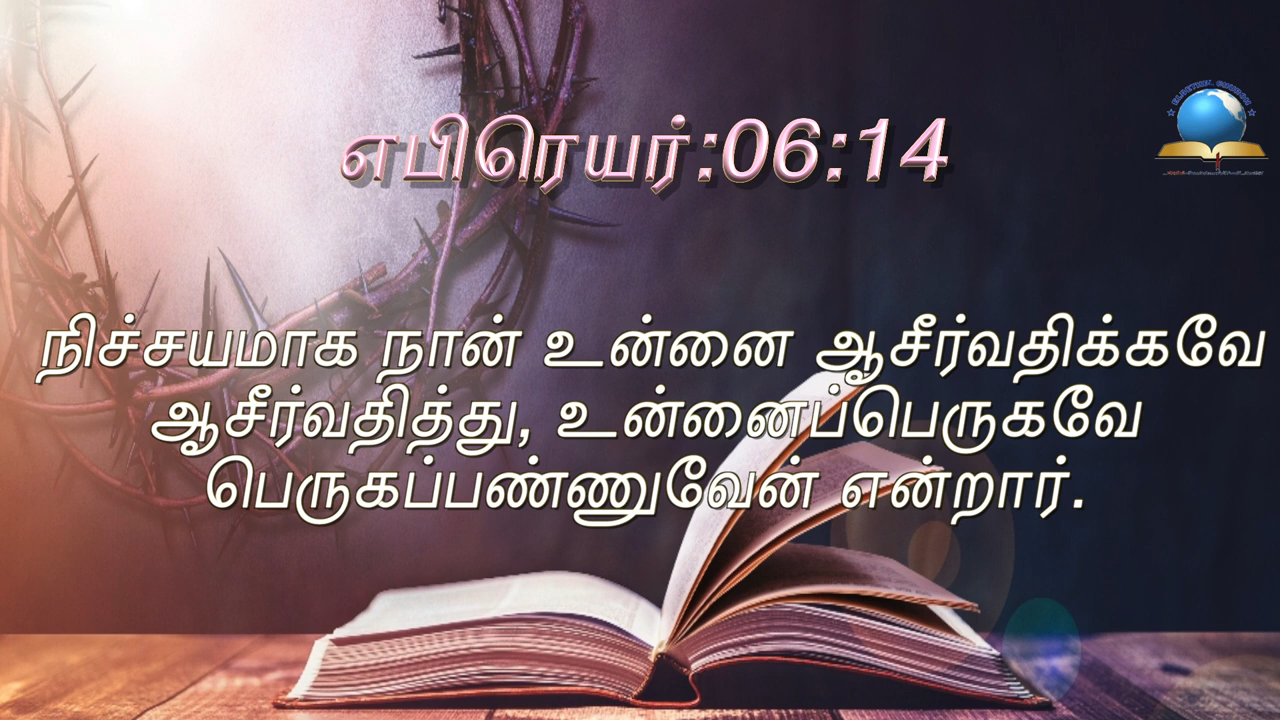 எபிரெயர்:06:14
நிச்சயமாக நான் உன்னை ஆசீர்வதிக்கவே
ஆசீர்வதித்து, உன்னைப்பெருகவே
பெருகப்பண்ணுவேன் என்றார்.